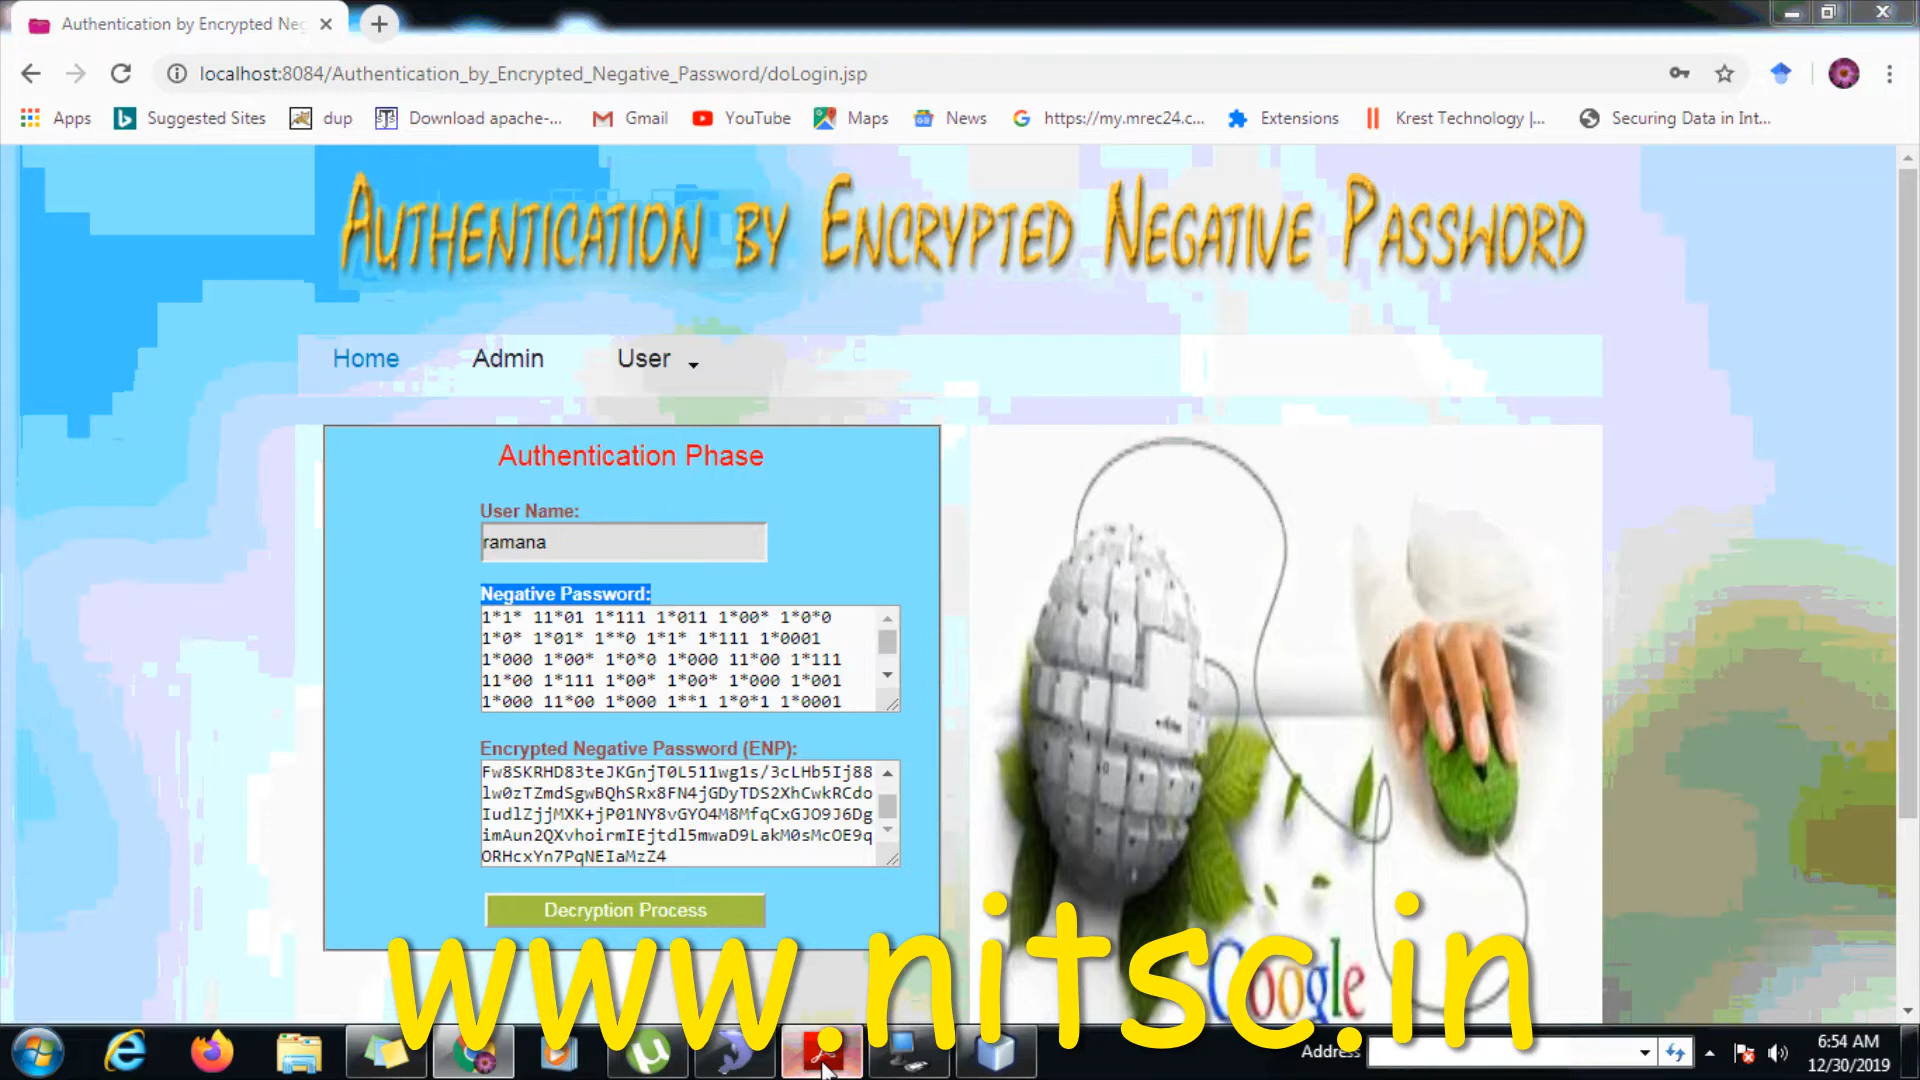 Authentication by Encrypted Neg
localhost:8084/Authentication_by_Encrypted_Negative_Password/doLogin.jsp
Apps
Suggested Sites
dup
Download apache-...
Gmail
YouTube
Maps
News
https://my.mrec24.c...
Extensions
Krest Technology |...
Securing Data in Int...
AUTHENTICATION BY ENCRYPTED NEGATIVE PASSWORD
Home
Admin
User
Authentication Phase
User Name:
ramana
Negative Password:
1*1* 11*01 1*111 1*011 1*00* 1*0*0
1*0* 1*01* 1**0 1*1* 1*111 1*0001
1*000 1*00* 1*0*0 1*000 11*00 1*111
11*00 1*111 1*00* 1*00* 1*000 1*001
1*000 11*00 1*000 1**1 1*0*1 1*0001
Encrypted Negative Password (ENP):
Fw8SKRHD83teJKGnjT0L511wg1s/3cLHb5Ij88
lw0zTZmdSgwBQhSRx8FN4jGDyTDS2XhCwkRCdo
IudlZjjMXK+jP01NY8vGYO4M8MfqCxGJO9J6Dg
imAun2QXvhoirmIEjtdl5mwaD9LakM0sMcOE9q
ORHcxYn7PqNEIaMzZ4
Decryption Process
Google
www.nitsc.in
Address
6:54 AM
12/30/2019